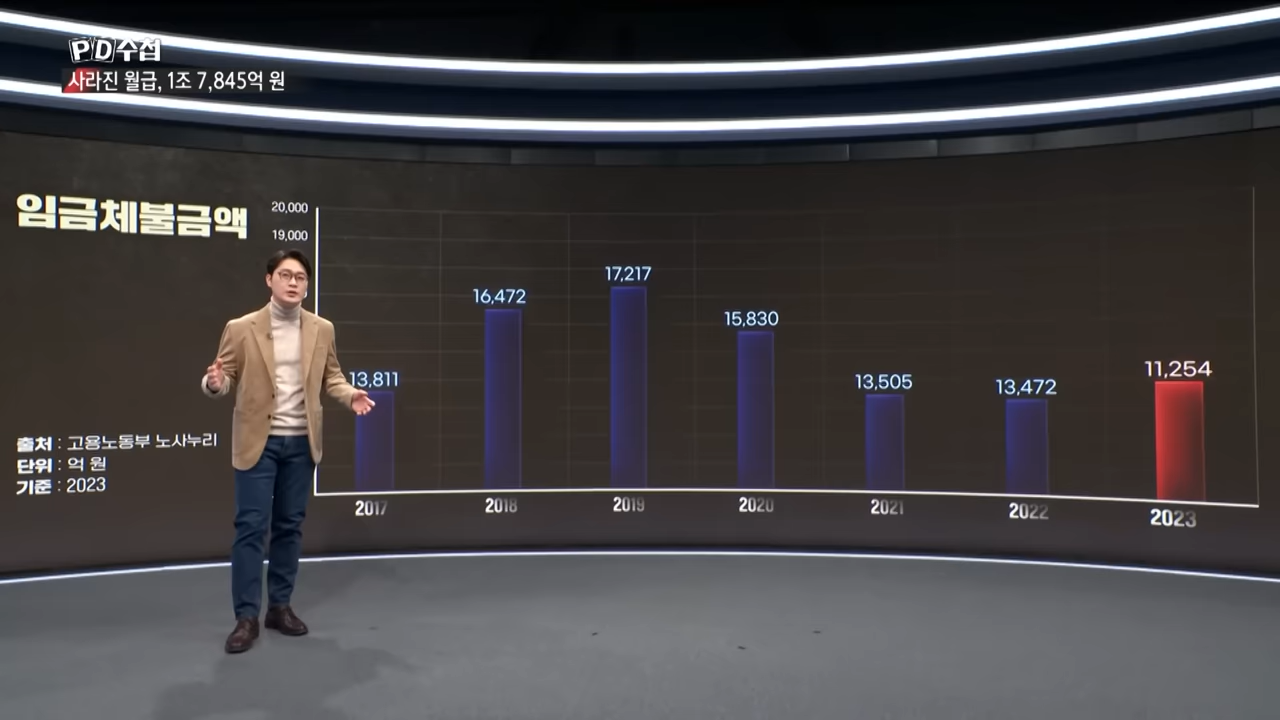 PD수첩
사라진 월급, 1조 7,845억 원
임금체불금액
20,000
19,000
17,217
16,472
15,830
13,811
13,505
13,472
11,254
출처 : 고용노동부 노사누리
단위 : 억 원
기준 : 2023
2017
2018
2019
2020
2021
2022
2023